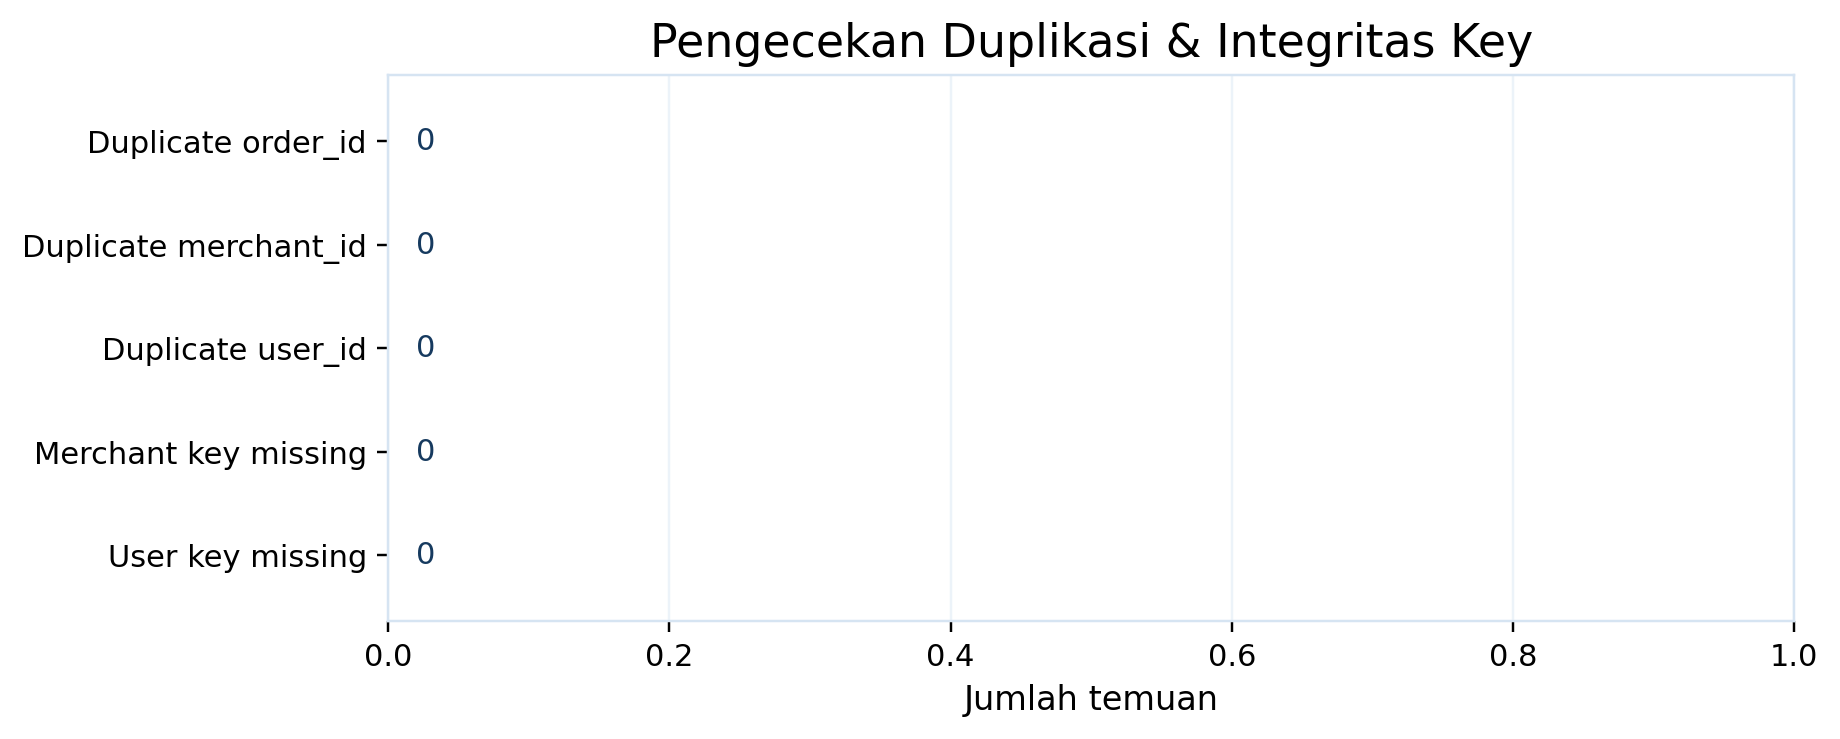 Pengecekan Duplikasi & Integritas Key
Duplicate order_id 0
Duplicate merchant_id 0
Duplicate user_id 0
Merchant key missing 0
User key missing 0
0.0 0.2 0.4 0.6 0.8 1.0
Jumlah temuan